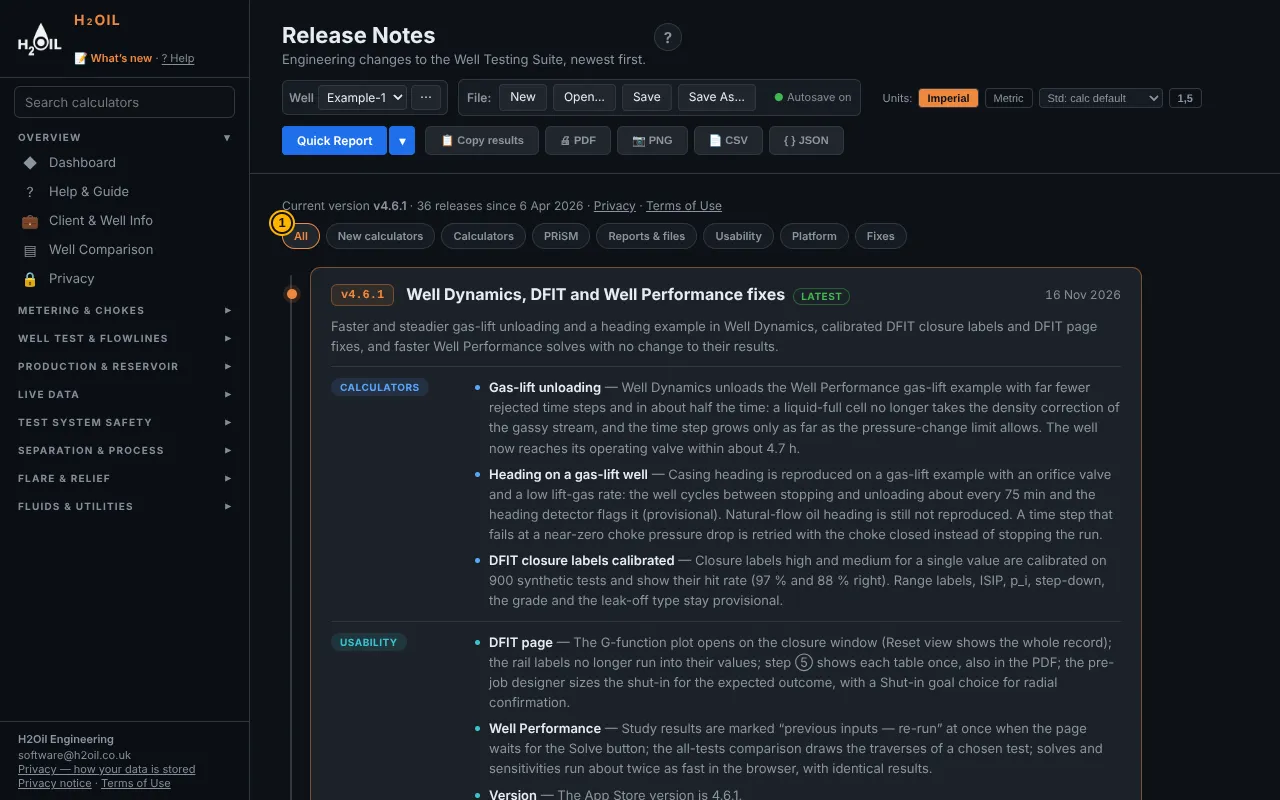 H₂OIL
H2OIL
📝 What's new · ? Help
Search calculators
OVERVIEW ▾
◆ Dashboard
? Help & Guide
💼 Client & Well Info
▤ Well Comparison
🔒 Privacy
METERING & CHOKES ▸
WELL TEST & FLOWLINES ▸
PRODUCTION & RESERVOIR ▸
LIVE DATA ▸
TEST SYSTEM SAFETY ▸
SEPARATION & PROCESS ▸
FLARE & RELIEF ▸
FLUIDS & UTILITIES ▸
H2Oil Engineering
software@h2oil.co.uk
Privacy — how your data is stored
Privacy notice · Terms of Use
Release Notes ?
Engineering changes to the Well Testing Suite, newest first.
Well Example-1 ··· File: New Open... Save Save As... Autosave on Units: Imperial Metric Std: calc default 1,5
Quick Report ▾ 📋 Copy results 🖨 PDF 📷 PNG 📄 CSV { } JSON
Current version v4.6.1 · 36 releases since 6 Apr 2026 · Privacy · Terms of Use
1
All New calculators Calculators PRiSM Reports & files Usability Platform Fixes
v4.6.1 Well Dynamics, DFIT and Well Performance fixes LATEST 16 Nov 2026
Faster and steadier gas-lift unloading and a heading example in Well Dynamics, calibrated DFIT closure labels and DFIT page
fixes, and faster Well Performance solves with no change to their results.
CALCULATORS
• Gas-lift unloading — Well Dynamics unloads the Well Performance gas-lift example with far fewer
rejected time steps and in about half the time: a liquid-full cell no longer takes the density correction of
the gassy stream, and the time step grows only as far as the pressure-change limit allows. The well
now reaches its operating valve within about 4.7 h.
• Heading on a gas-lift well — Casing heading is reproduced on a gas-lift example with an orifice valve
and a low lift-gas rate: the well cycles between stopping and unloading about every 75 min and the
heading detector flags it (provisional). Natural-flow oil heading is still not reproduced. A time step that
fails at a near-zero choke pressure drop is retried with the choke closed instead of stopping the run.
• DFIT closure labels calibrated — Closure labels high and medium for a single value are calibrated on
900 synthetic tests and show their hit rate (97 % and 88 % right). Range labels, ISIP, p_i, step-down,
the grade and the leak-off type stay provisional.
USABILITY
• DFIT page — The G-function plot opens on the closure window (Reset view shows the whole record);
the rail labels no longer run into their values; step ⑤ shows each table once, also in the PDF; the pre-
job designer sizes the shut-in for the expected outcome, with a Shut-in goal choice for radial
confirmation.
• Well Performance — Study results are marked “previous inputs — re-run” at once when the page
waits for the Solve button; the all-tests comparison draws the traverses of a chosen test; solves and
sensitivities run about twice as fast in the browser, with identical results.
• Version — The App Store version is 4.6.1.